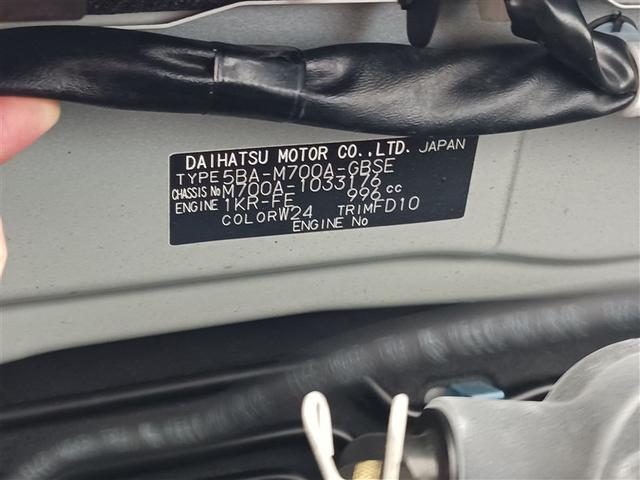 DAIHATSU MOTOR CO.,LTD. JAPAN
TYPE 5BA-M700A-GBSE
CHASSIS No M700A-1033176
ENGINE 1KR-FE 996 cc
COLOR W24 TRIM FD10
ENGINE No